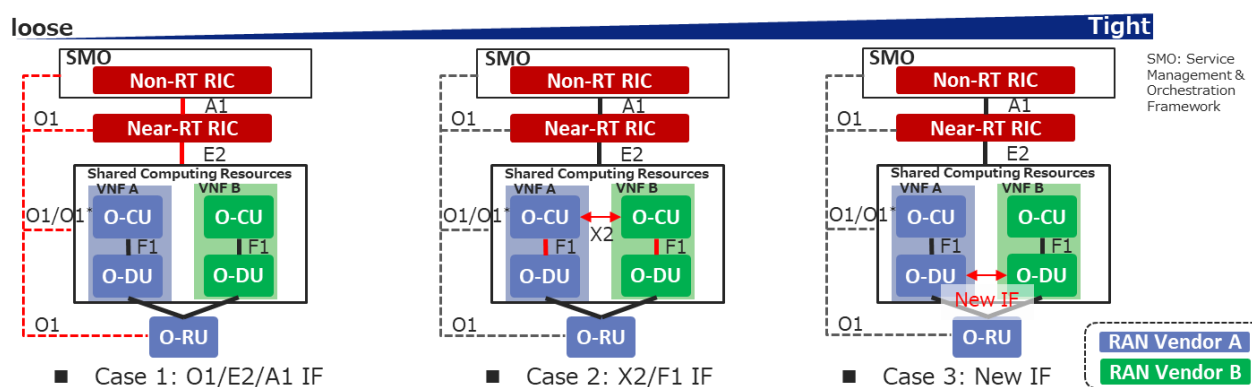 loose
Tight
SMO
Non-RT RIC
A1
O1
Near-RT RIC
E2
Shared Computing Resources
VNF A
VNF B
O1/O1*
O-CU
O-CU
F1
F1
O-DU
O-DU
O1
O-RU
■ Case 1: O1/E2/A1 IF
SMO
Non-RT RIC
A1
O1
Near-RT RIC
E2
Shared Computing Resources
VNF A
VNF B
O1/O1*
O-CU
O-CU
X2
F1
F1
O-DU
O-DU
O1
O-RU
■ Case 2: X2/F1 IF
SMO
Non-RT RIC
A1
O1
Near-RT RIC
E2
Shared Computing Resources
VNF A
VNF B
O1/O1*
O-CU
O-CU
F1
F1
O-DU
O-DU
New IF
O1
O-RU
■ Case 3: New IF
SMO: Service
Management &
Orchestration
Framework
RAN Vendor A
RAN Vendor B